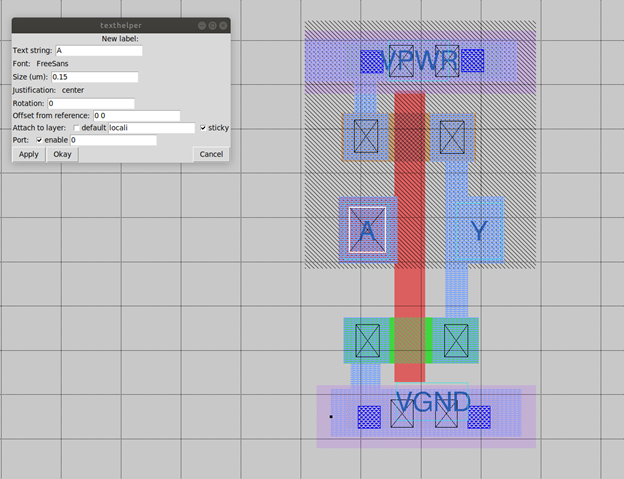 texthelper
New label:
Text string: A
Font: FreeSans
Size (um): 0.15
Justification: center
Rotation: 0
Offset from reference: 0 0
Attach to layer: default locali sticky
Port: enable 0
Apply Okay Cancel
VPWR
A Y
VGND